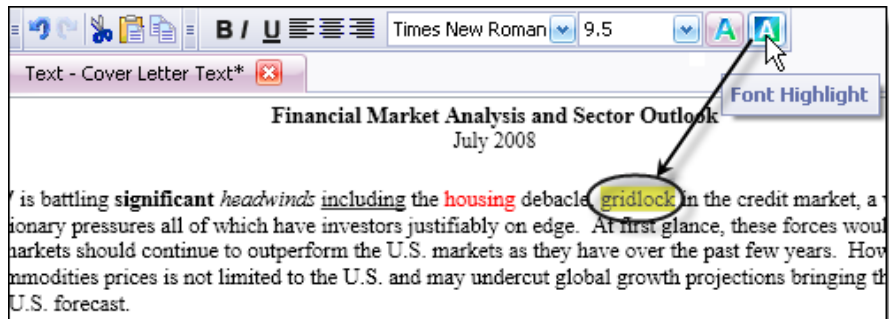 B I U Times New Roman 9.5 A A
Text - Cover Letter Text*
Font Highlight
Financial Market Analysis and Sector Outlook
July 2008
is battling significant headwinds including the housing debacle, gridlock in the credit market, a
ionary pressures all of which have investors justifiably on edge. At first glance, these forces woul
narkets should continue to outperform the U.S. markets as they have over the past few years. How
mmodities prices is not limited to the U.S. and may undercut global growth projections bringing th
U.S. forecast.